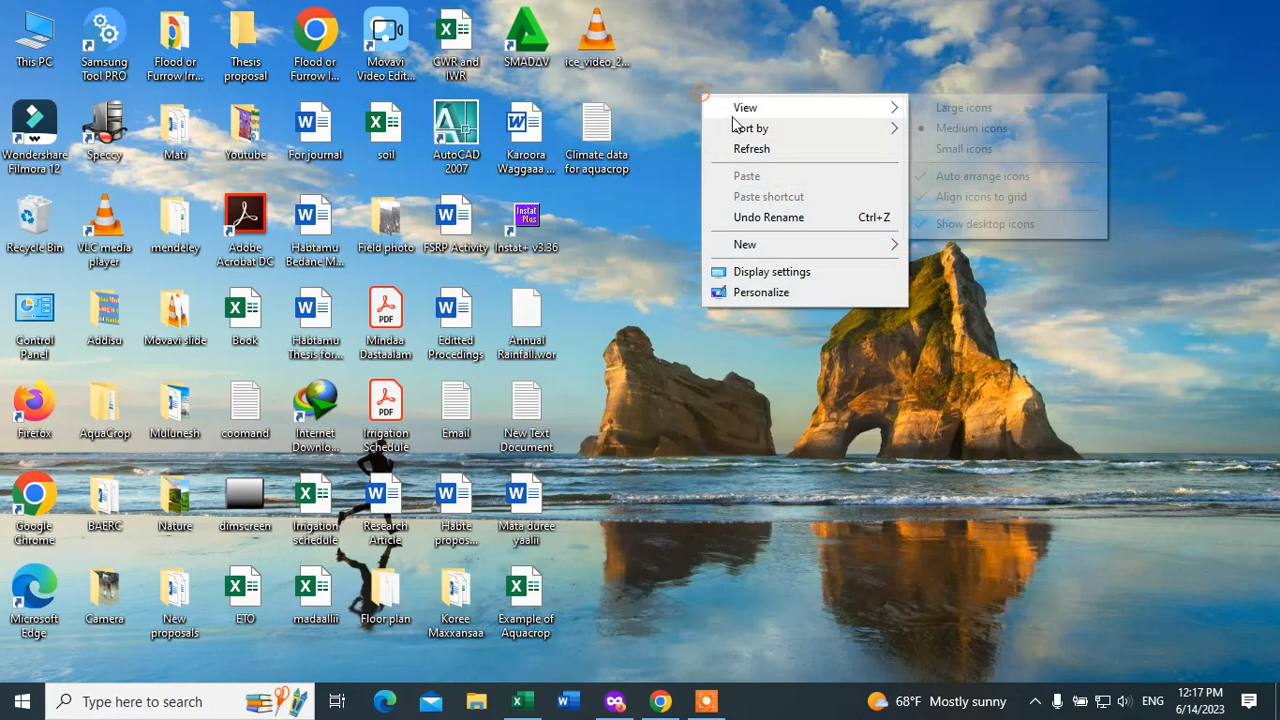 This PC
Samsung
Tool PRO
Flood or
Furrow Irr...
Thesis
proposal
Flood or
Furrow I...
Movavi
Video Edit...
CWR and
IWR
SMADΔV
ice_video_2...
Wondershare
Filmora 12
Speccy
Mati
Youtube
For journal
soil
AutoCAD
2007
Karoora
Waggaaa ...
Climate data
for aquacrop
Recycle Bin
VLC media
player
mendeley
Adobe
Acrobat DC
Habtamu
Bedane M...
Field photo
FSRP Activity
Instat
Plus
Instat+ v3.36
Control
Panel
Addisu
Movavi slide
Book
Habtamu
Thesis for...
PDF
Mindaa
Dastaalam
Editted
Procedings
Annual
Rainfall.wor
Firefox
AquaCrop
Mulunesh
coomand
Internet
Downlo...
PDF
Irrigation
Schedule
Email
New Text
Document
Google
Chrome
BAERC
Nature
dimscreen
Irrigation
schedule
Research
Article
Habte
propos...
Mata duree
yaalii
Microsoft
Edge
Camera
New
proposals
ETO
madaallii
Floor plan
Koree
Maxxansaa
Example of
Aquacrop
View
Sort by
Refresh
Paste
Paste shortcut
Undo Rename Ctrl+Z
New
Display settings
Personalize
Large icons
Medium icons
Small icons
Auto arrange icons
Align icons to grid
Show desktop icons
Type here to search
68°F Mostly sunny
ENG
12:17 PM
6/14/2023